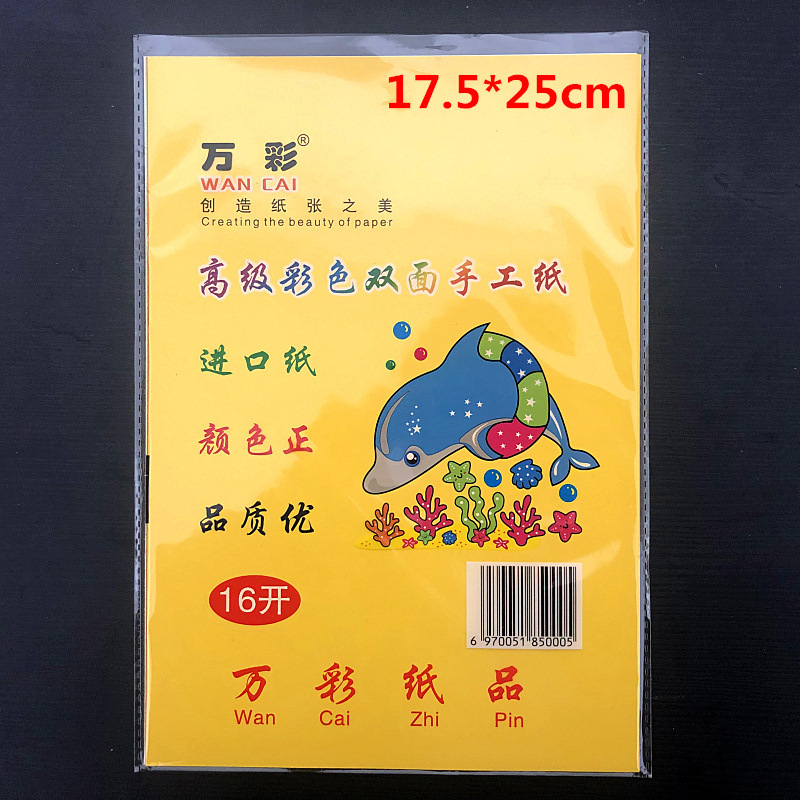 17.5*25cm
万彩®
WAN CAI
创造纸张之美
Creating the beauty of paper
高级彩色双面手工纸
进口纸
颜色正
品质优
16开
6 970051 850005
万彩纸品
Wan Cai Zhi Pin